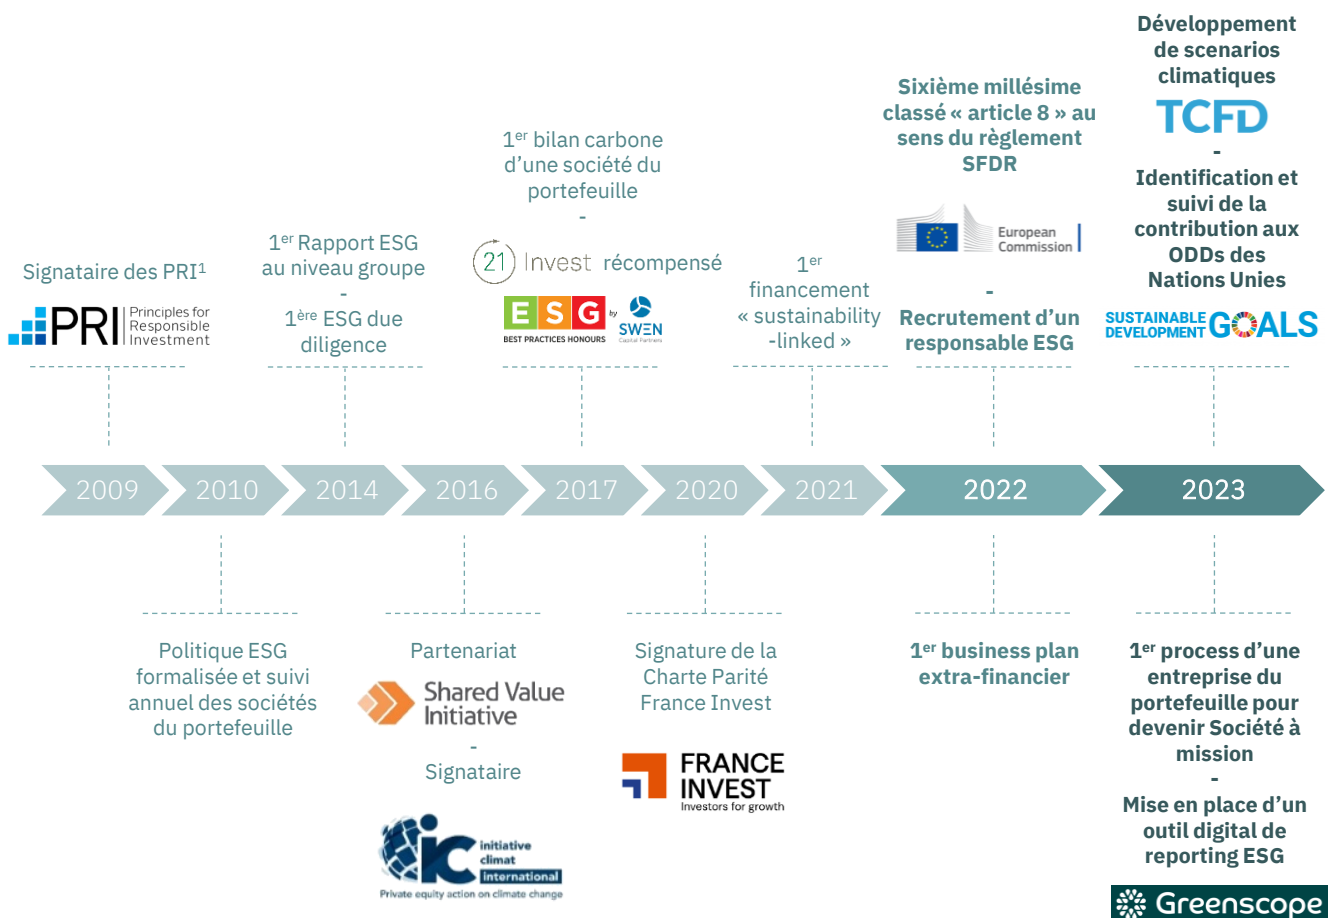 Signataire des PRI¹
PRI Principles for
Responsible
Investment
1er Rapport ESG
au niveau groupe
-
1ère ESG due
diligence
1er bilan carbone
d’une société du
portefeuille
-
21 Invest récompensé
ESG by SWEN
Capital Partners
BEST PRACTICES HONOURS
1er
financement
« sustainability
-linked »
Sixième millésime
classé « article 8 » au
sens du règlement
SFDR
European
Commission
-
Recrutement d’un
responsable ESG
Développement
de scenarios
climatiques
TCFD
-
Identification et
suivi de la
contribution aux
ODDs des
Nations Unies
SUSTAINABLE
DEVELOPMENT GOALS
2009
2010
2014
2016
2017
2020
2021
2022
2023
Politique ESG
formalisée et suivi
annuel des sociétés
du portefeuille
Partenariat
Shared Value
Initiative
-
Signataire
iC initiative
climat
international
Private equity action on climate change
Signature de la
Charte Parité
France Invest
FRANCE
INVEST
Investors for growth
1er business plan
extra-financier
1er process d’une
entreprise du
portefeuille pour
devenir Société à
mission
-
Mise en place d’un
outil digital de
reporting ESG
Greenscope